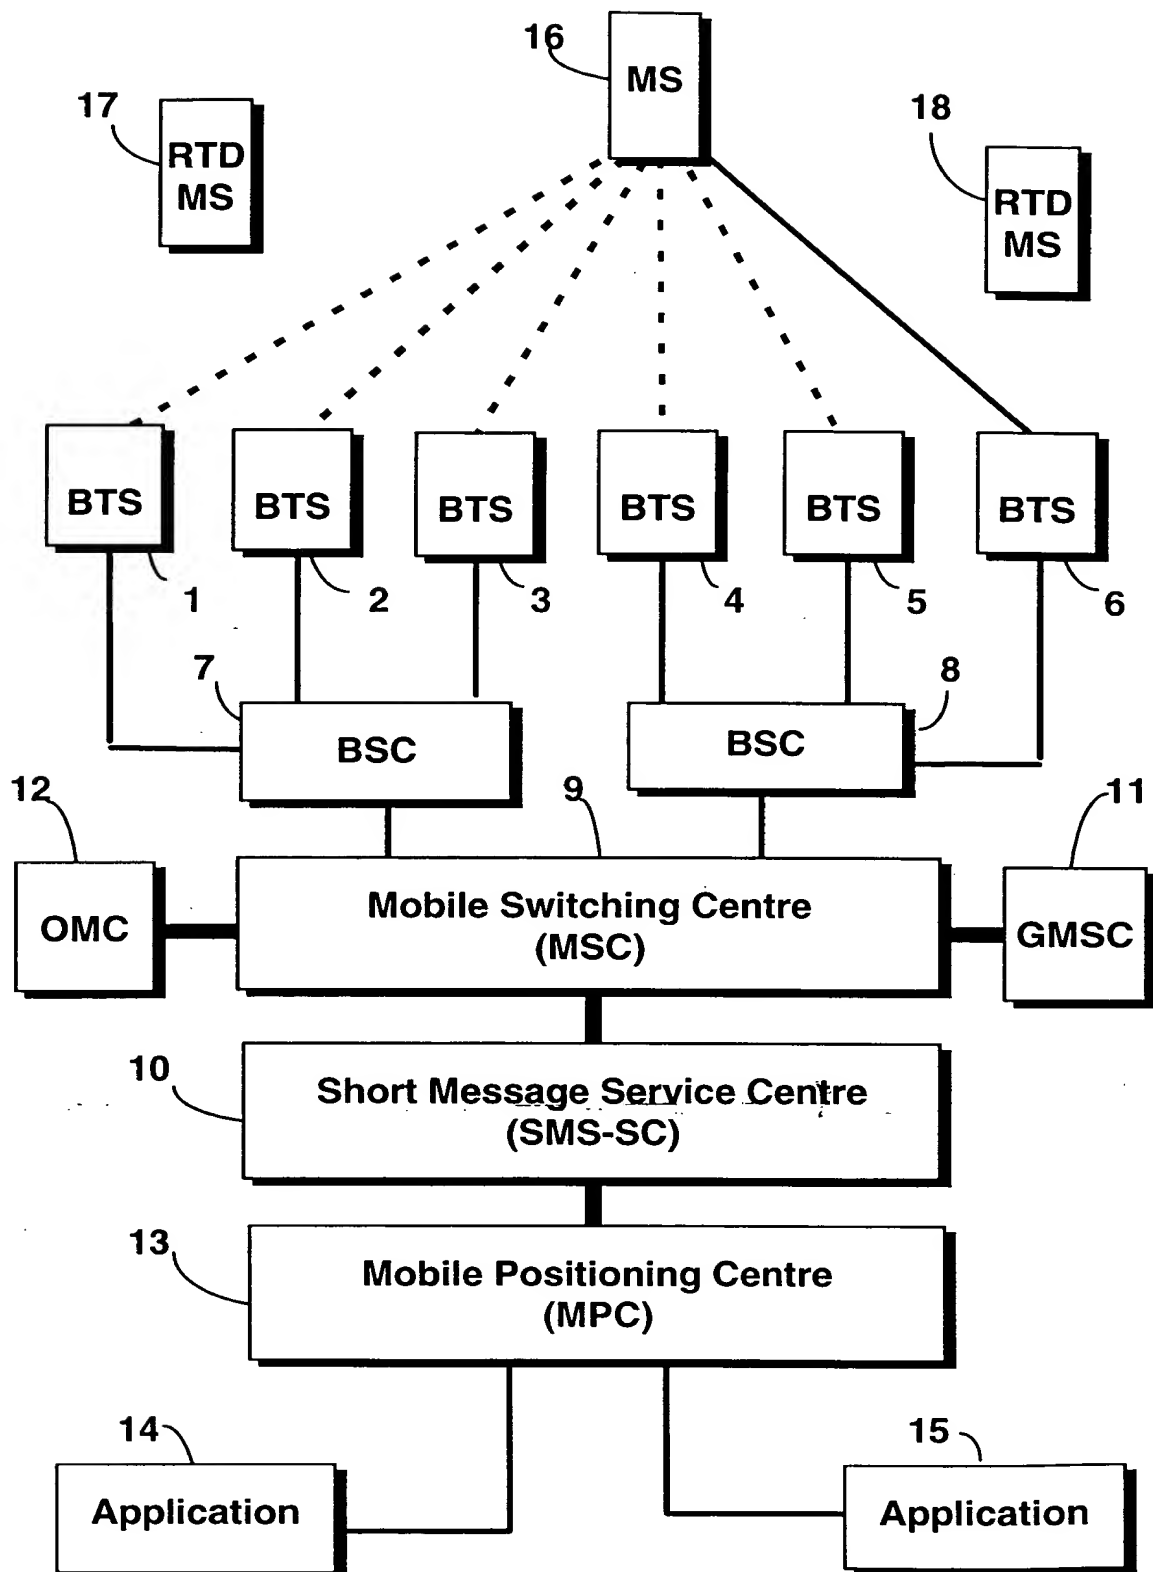 16
MS
17
RTD
MS
18
RTD
MS
BTS
BTS
BTS
BTS
BTS
BTS
1
2
3
4
5
6
7
BSC
8
BSC
12
9
11
OMC
Mobile Switching Centre
(MSC)
GMSC
10
Short Message Service Centre
(SMS-SC)
13
Mobile Positioning Centre
(MPC)
14
15
Application
Application